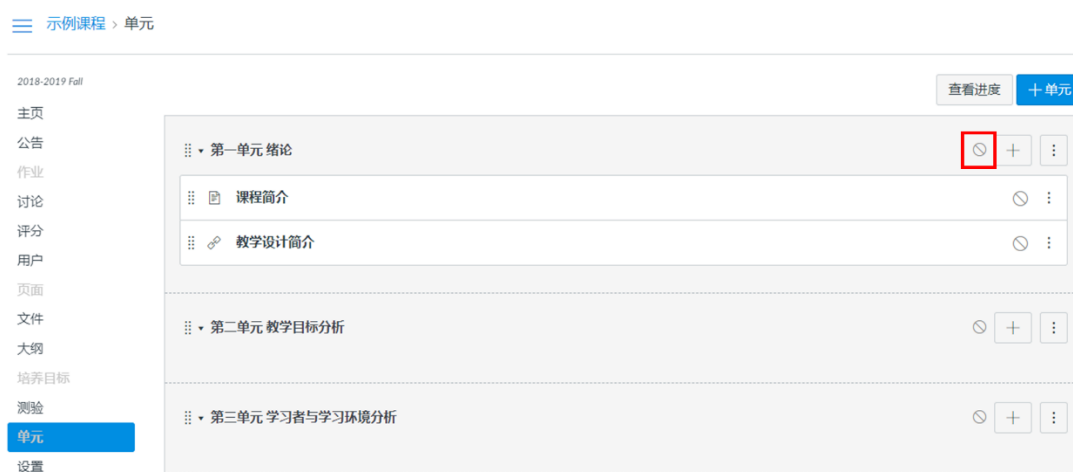 示例课程 › 单元
2018-2019 Fall
查看进度 +单元
主页
公告
作业
讨论
评分
用户
页面
文件
大纲
培养目标
测验
单元
设置
第一单元 绪论
课程简介
教学设计简介
第二单元 教学目标分析
第三单元 学习者与学习环境分析